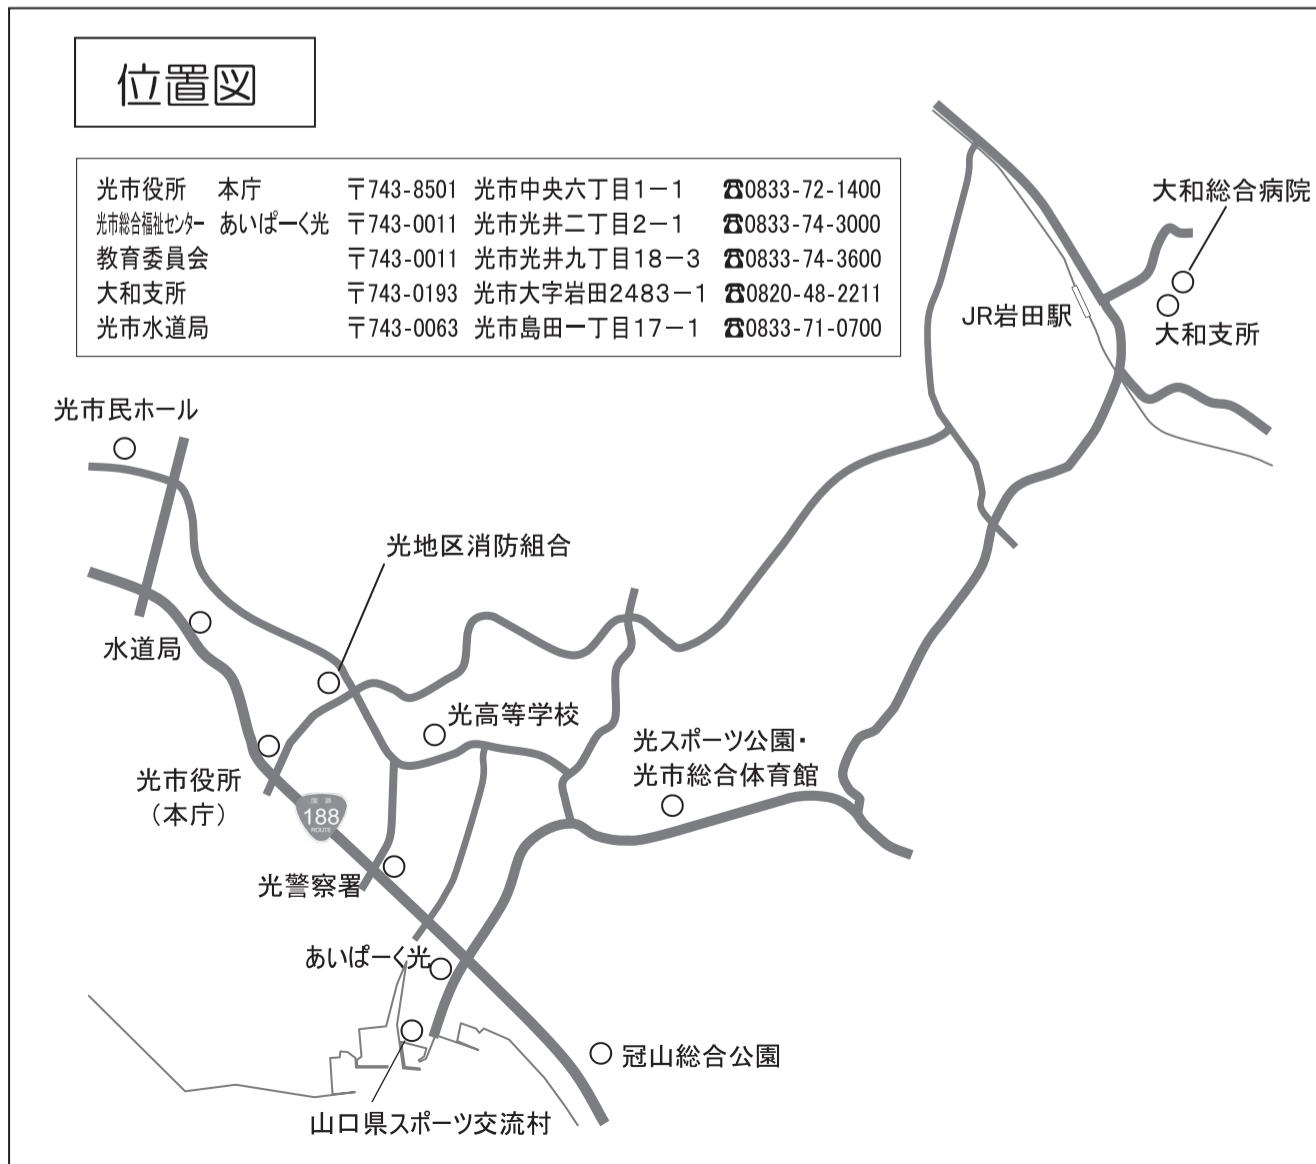 位置図
光市役所 本庁 〒743-8501 光市中央六丁目1－1 ☎0833-72-1400
光市総合福祉センター あいぱーく光 〒743-0011 光市光井二丁目2－1 ☎0833-74-3000
教育委員会 〒743-0011 光市光井九丁目18－3 ☎0833-74-3600
大和支所 〒743-0193 光市大字岩田2483－1 ☎0820-48-2211
光市水道局 〒743-0063 光市島田一丁目17－1 ☎0833-71-0700
大和総合病院
JR岩田駅
大和支所
光市民ホール
光地区消防組合
水道局
光高等学校
光スポーツ公園・
光市総合体育館
光市役所
（本庁）
国道
188
ROUTE
光警察署
あいぱーく光
冠山総合公園
山口県スポーツ交流村